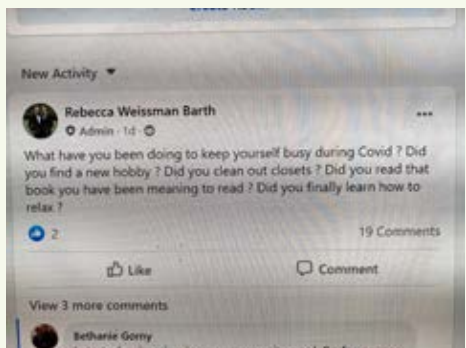 New Activity
Rebecca Weissman Barth
Admin · 1d ·
What have you been doing to keep yourself busy during Covid ? Did
you find a new hobby ? Did you clean out closets ? Did you read that
book you have been meaning to read ? Did you finally learn how to
relax ?
2 19 Comments
Like Comment
View 3 more comments
Bethanie Gorny